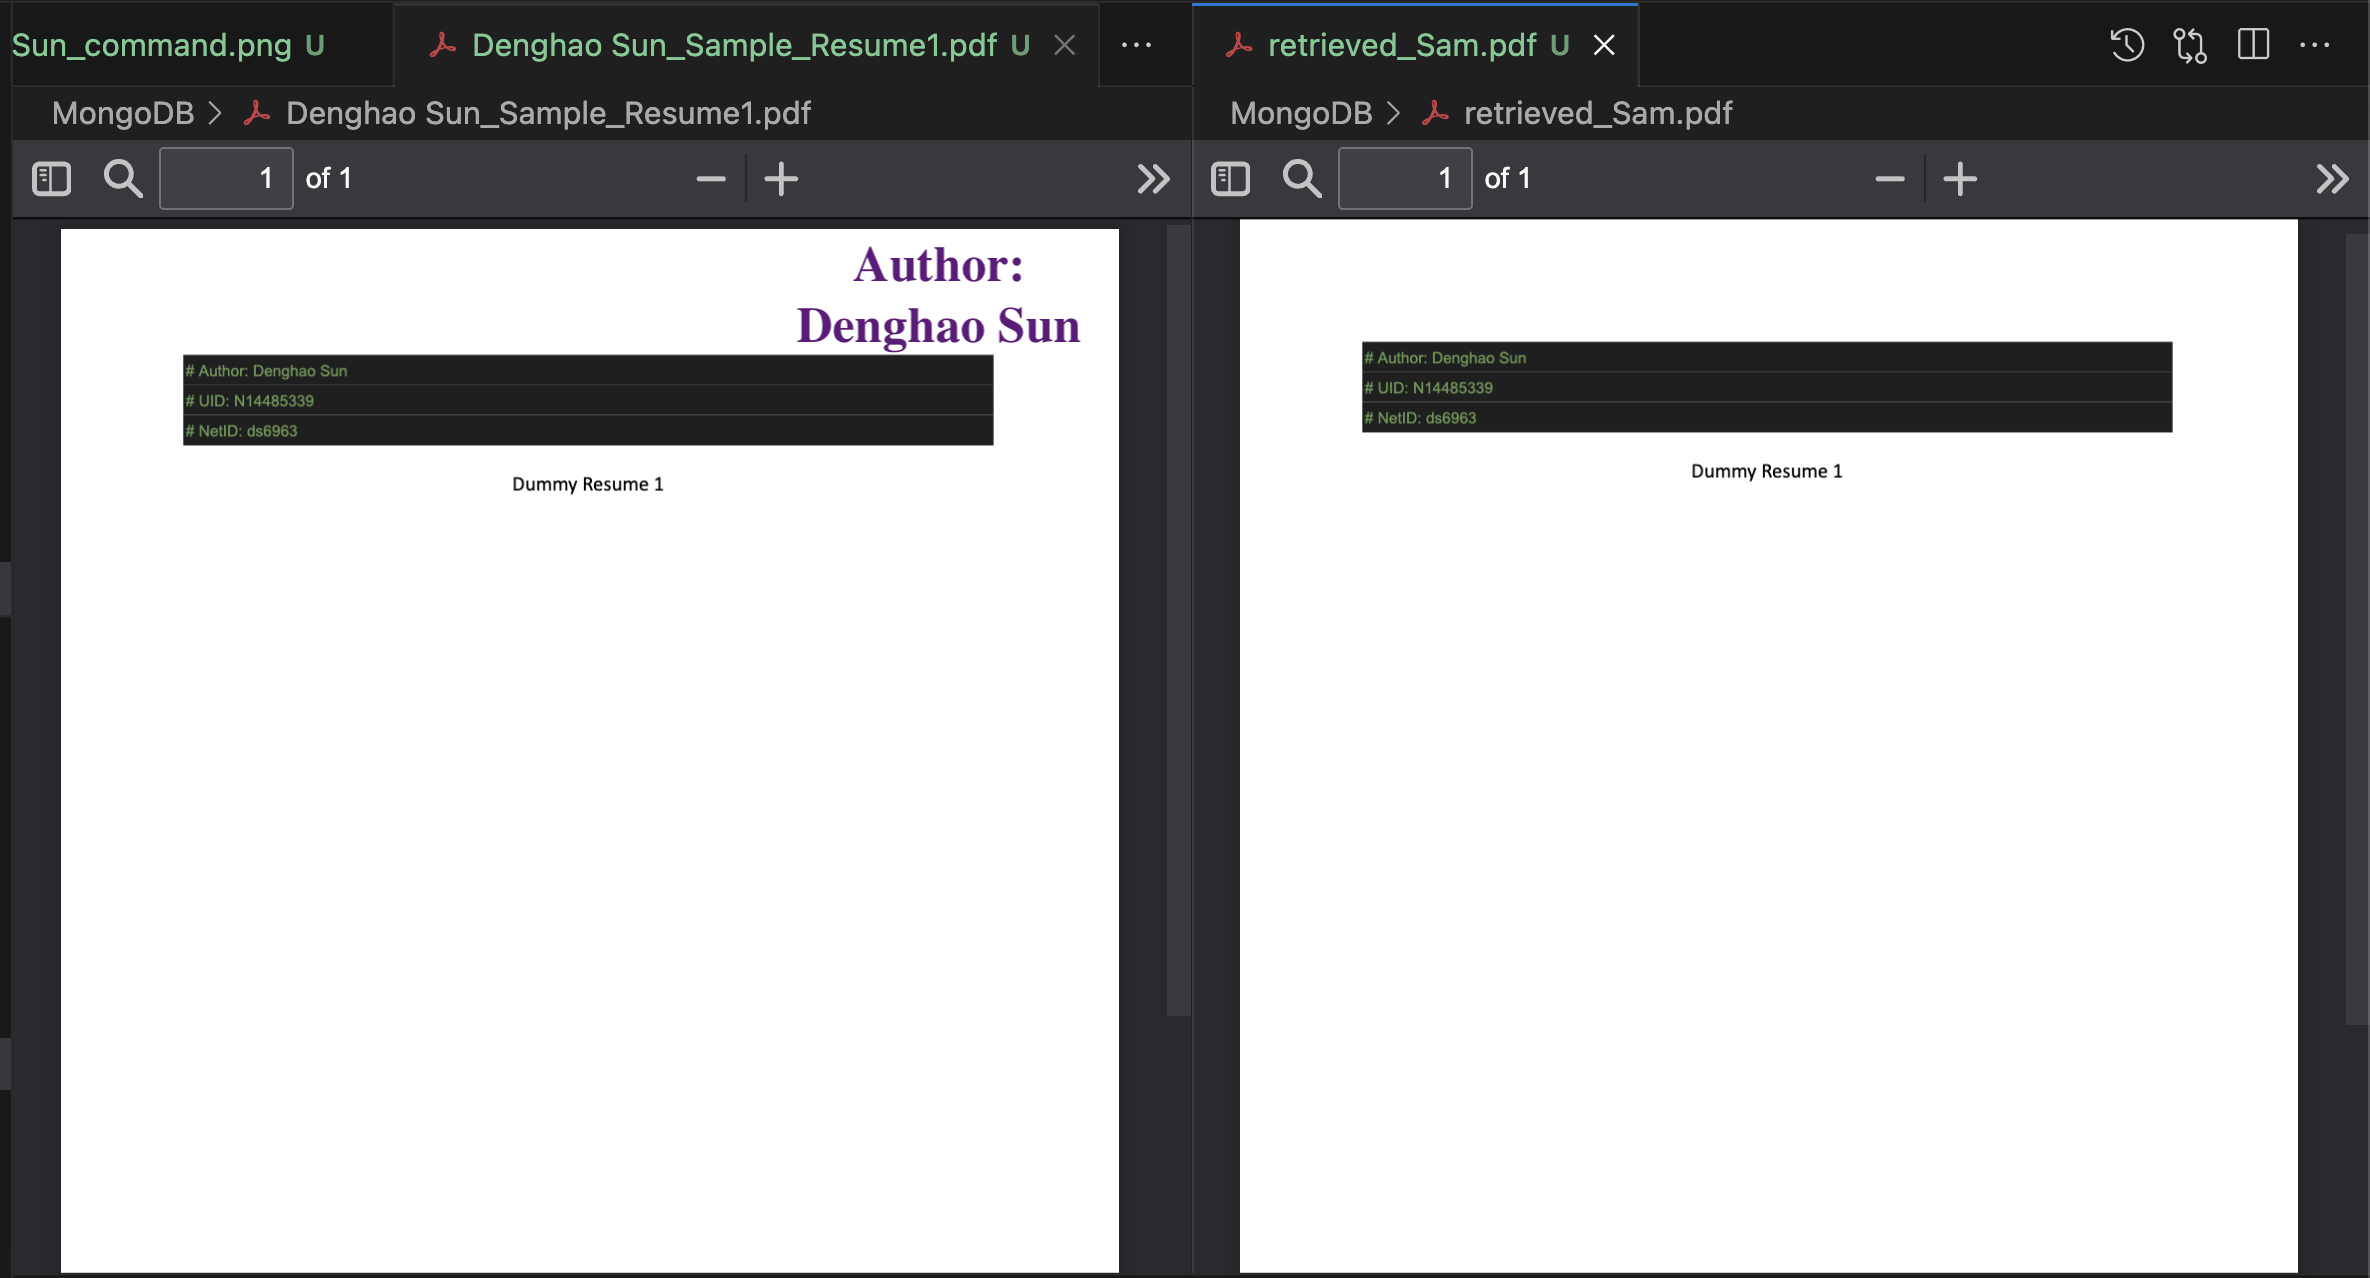 Sun_command.png U
Denghao Sun_Sample_Resume1.pdf U
MongoDB > Denghao Sun_Sample_Resume1.pdf
1 of 1
Author:
Denghao Sun
# Author: Denghao Sun
# UID: N14485339
# NetID: ds6963
Dummy Resume 1
retrieved_Sam.pdf U
MongoDB > retrieved_Sam.pdf
1 of 1
# Author: Denghao Sun
# UID: N14485339
# NetID: ds6963
Dummy Resume 1